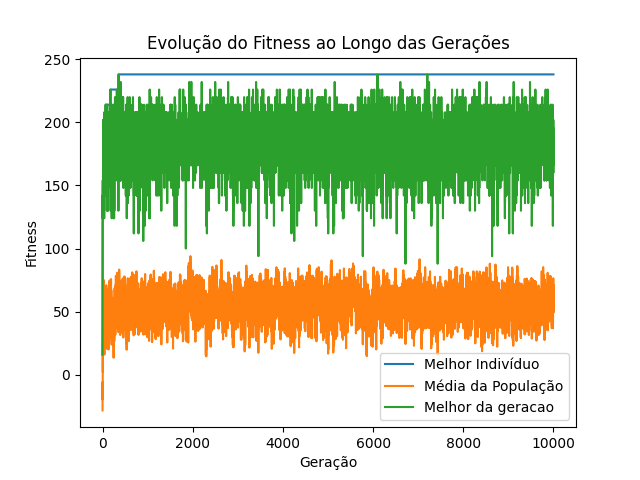 Evolução do Fitness ao Longo das Gerações
250
200
150
100
50
0
Fitness
0
2000
4000
6000
8000
10000
Geração
Melhor Indivíduo
Média da População
Melhor da geracao